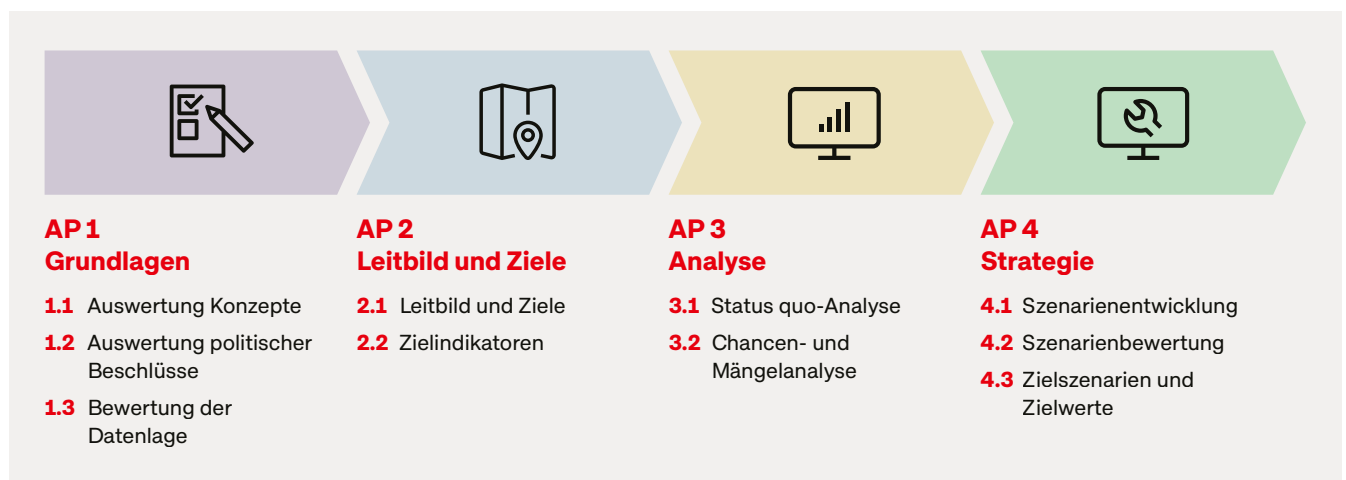 AP 1
Grundlagen
1.1 Auswertung Konzepte
1.2 Auswertung politischer
Beschlüsse
1.3 Bewertung der
Datenlage
AP 2
Leitbild und Ziele
2.1 Leitbild und Ziele
2.2 Zielindikatoren
AP 3
Analyse
3.1 Status quo-Analyse
3.2 Chancen- und
Mängelanalyse
AP 4
Strategie
4.1 Szenarienentwicklung
4.2 Szenarienbewertung
4.3 Zielszenarien und
Zielwerte